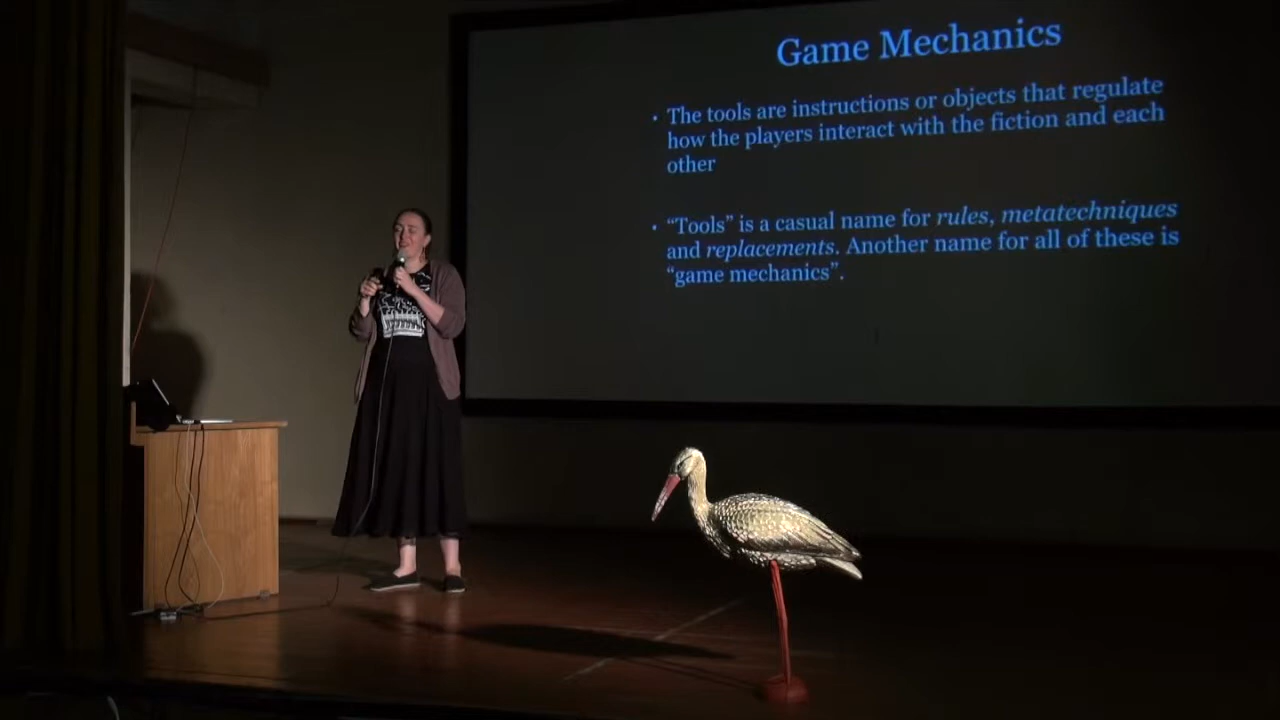 Game Mechanics
• The tools are instructions or objects that regulate
how the players interact with the fiction and each
other
• “Tools” is a casual name for rules, metatechniques
and replacements. Another name for all of these is
“game mechanics”.